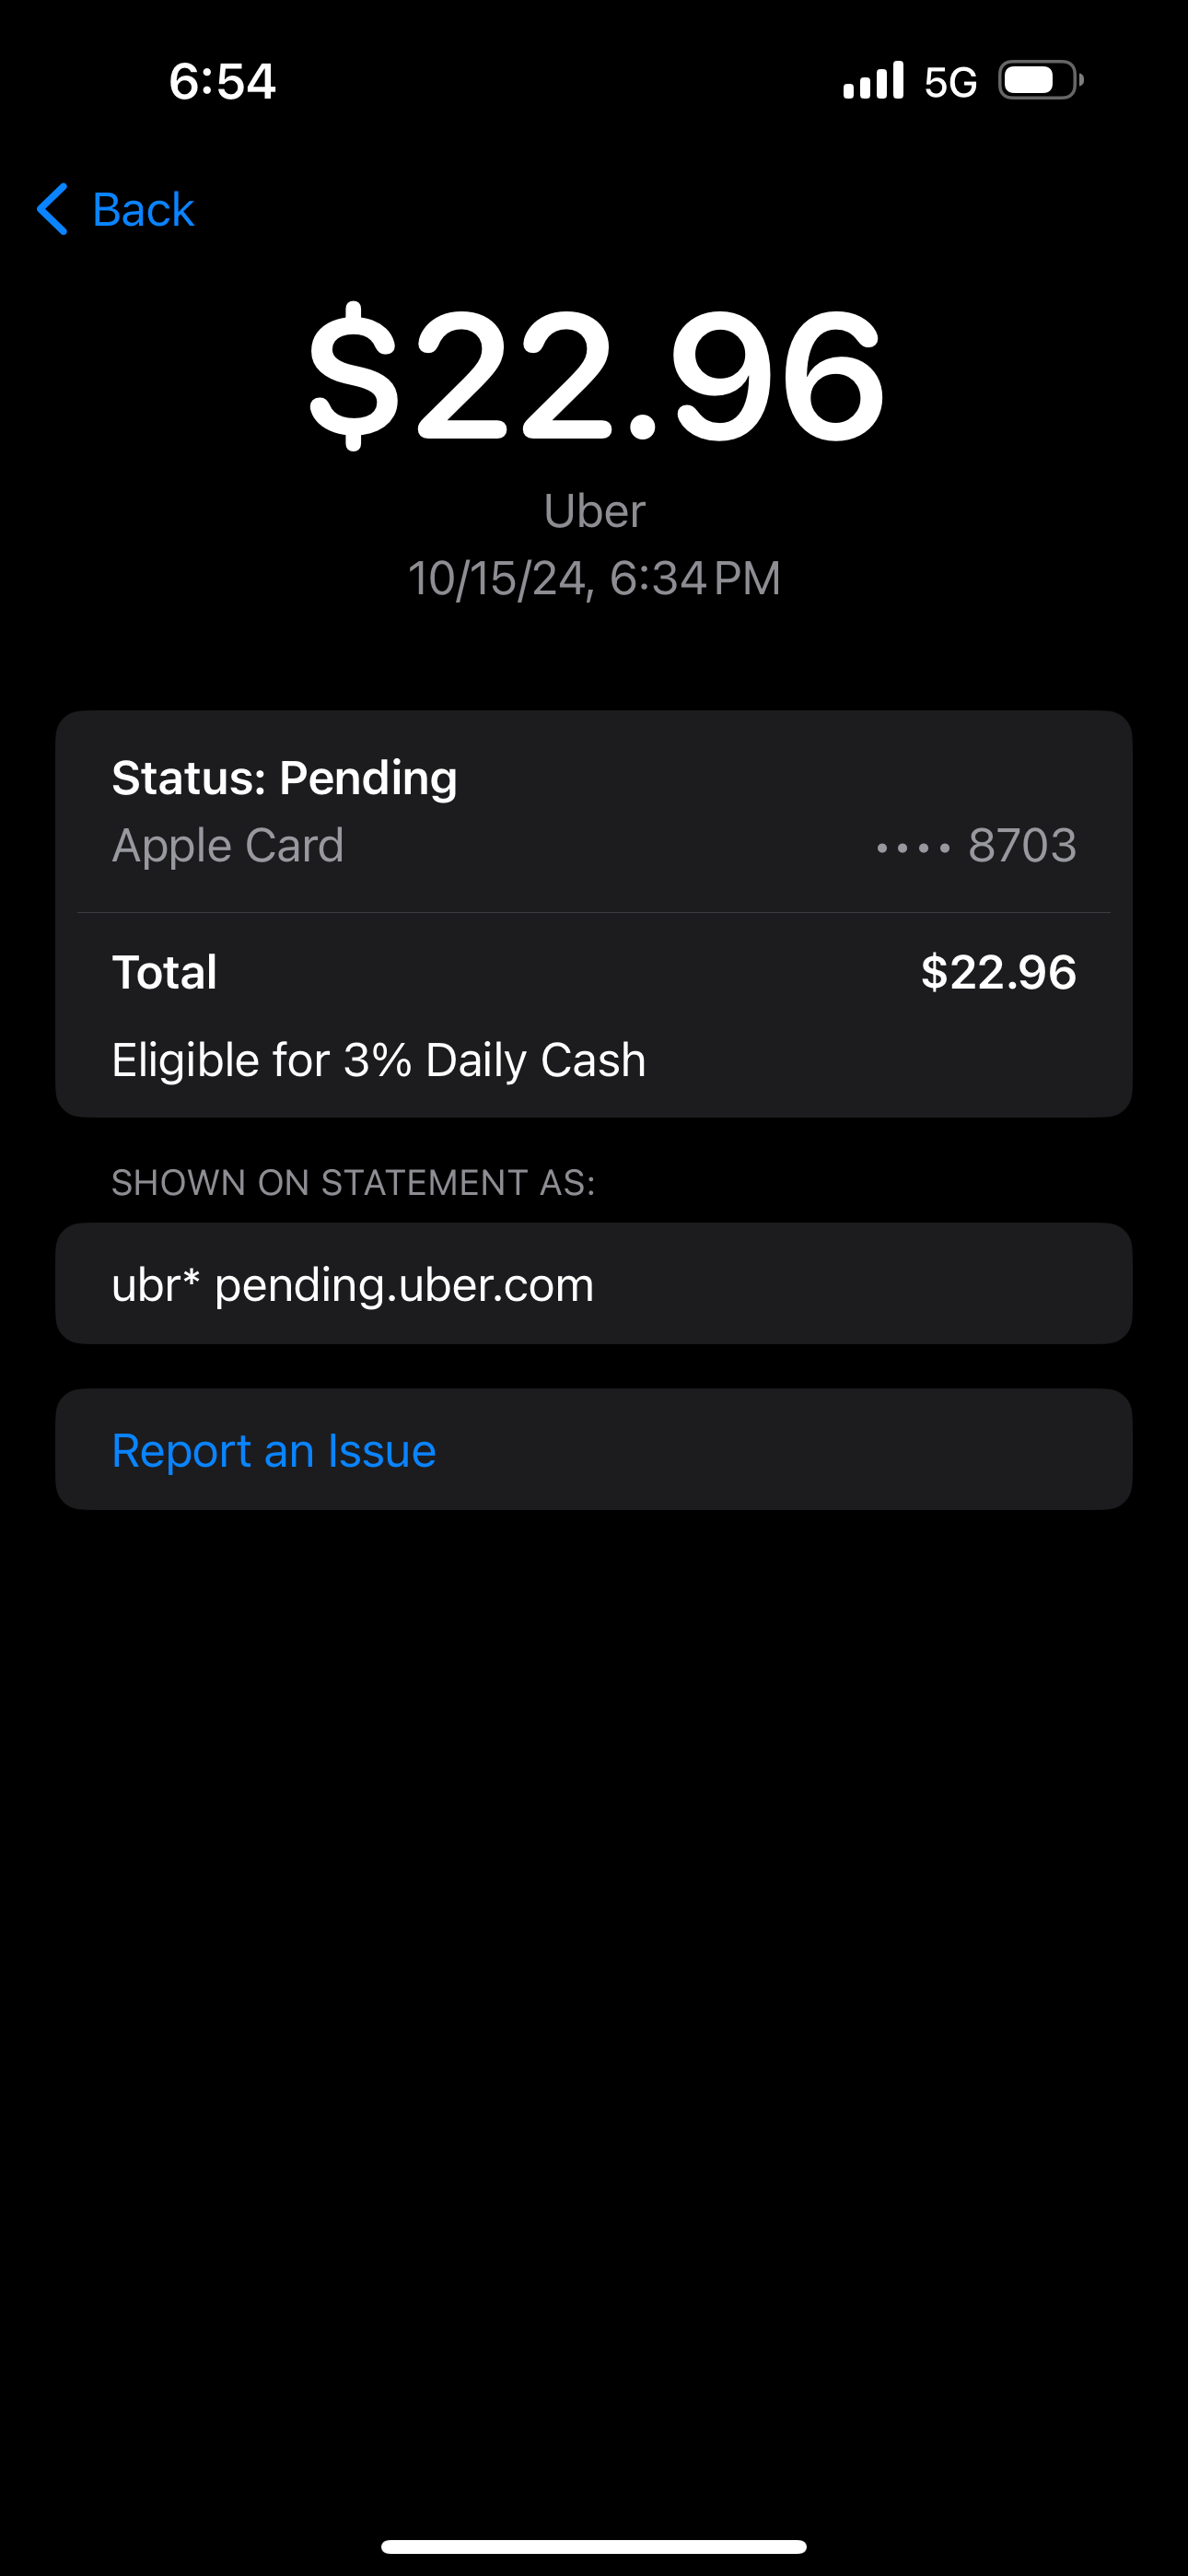 6:54 5G
Back
$22.96
Uber
10/15/24, 6:34 PM
Status: Pending
Apple Card •••• 8703
Total $22.96
Eligible for 3% Daily Cash
SHOWN ON STATEMENT AS:
ubr* pending.uber.com
Report an Issue